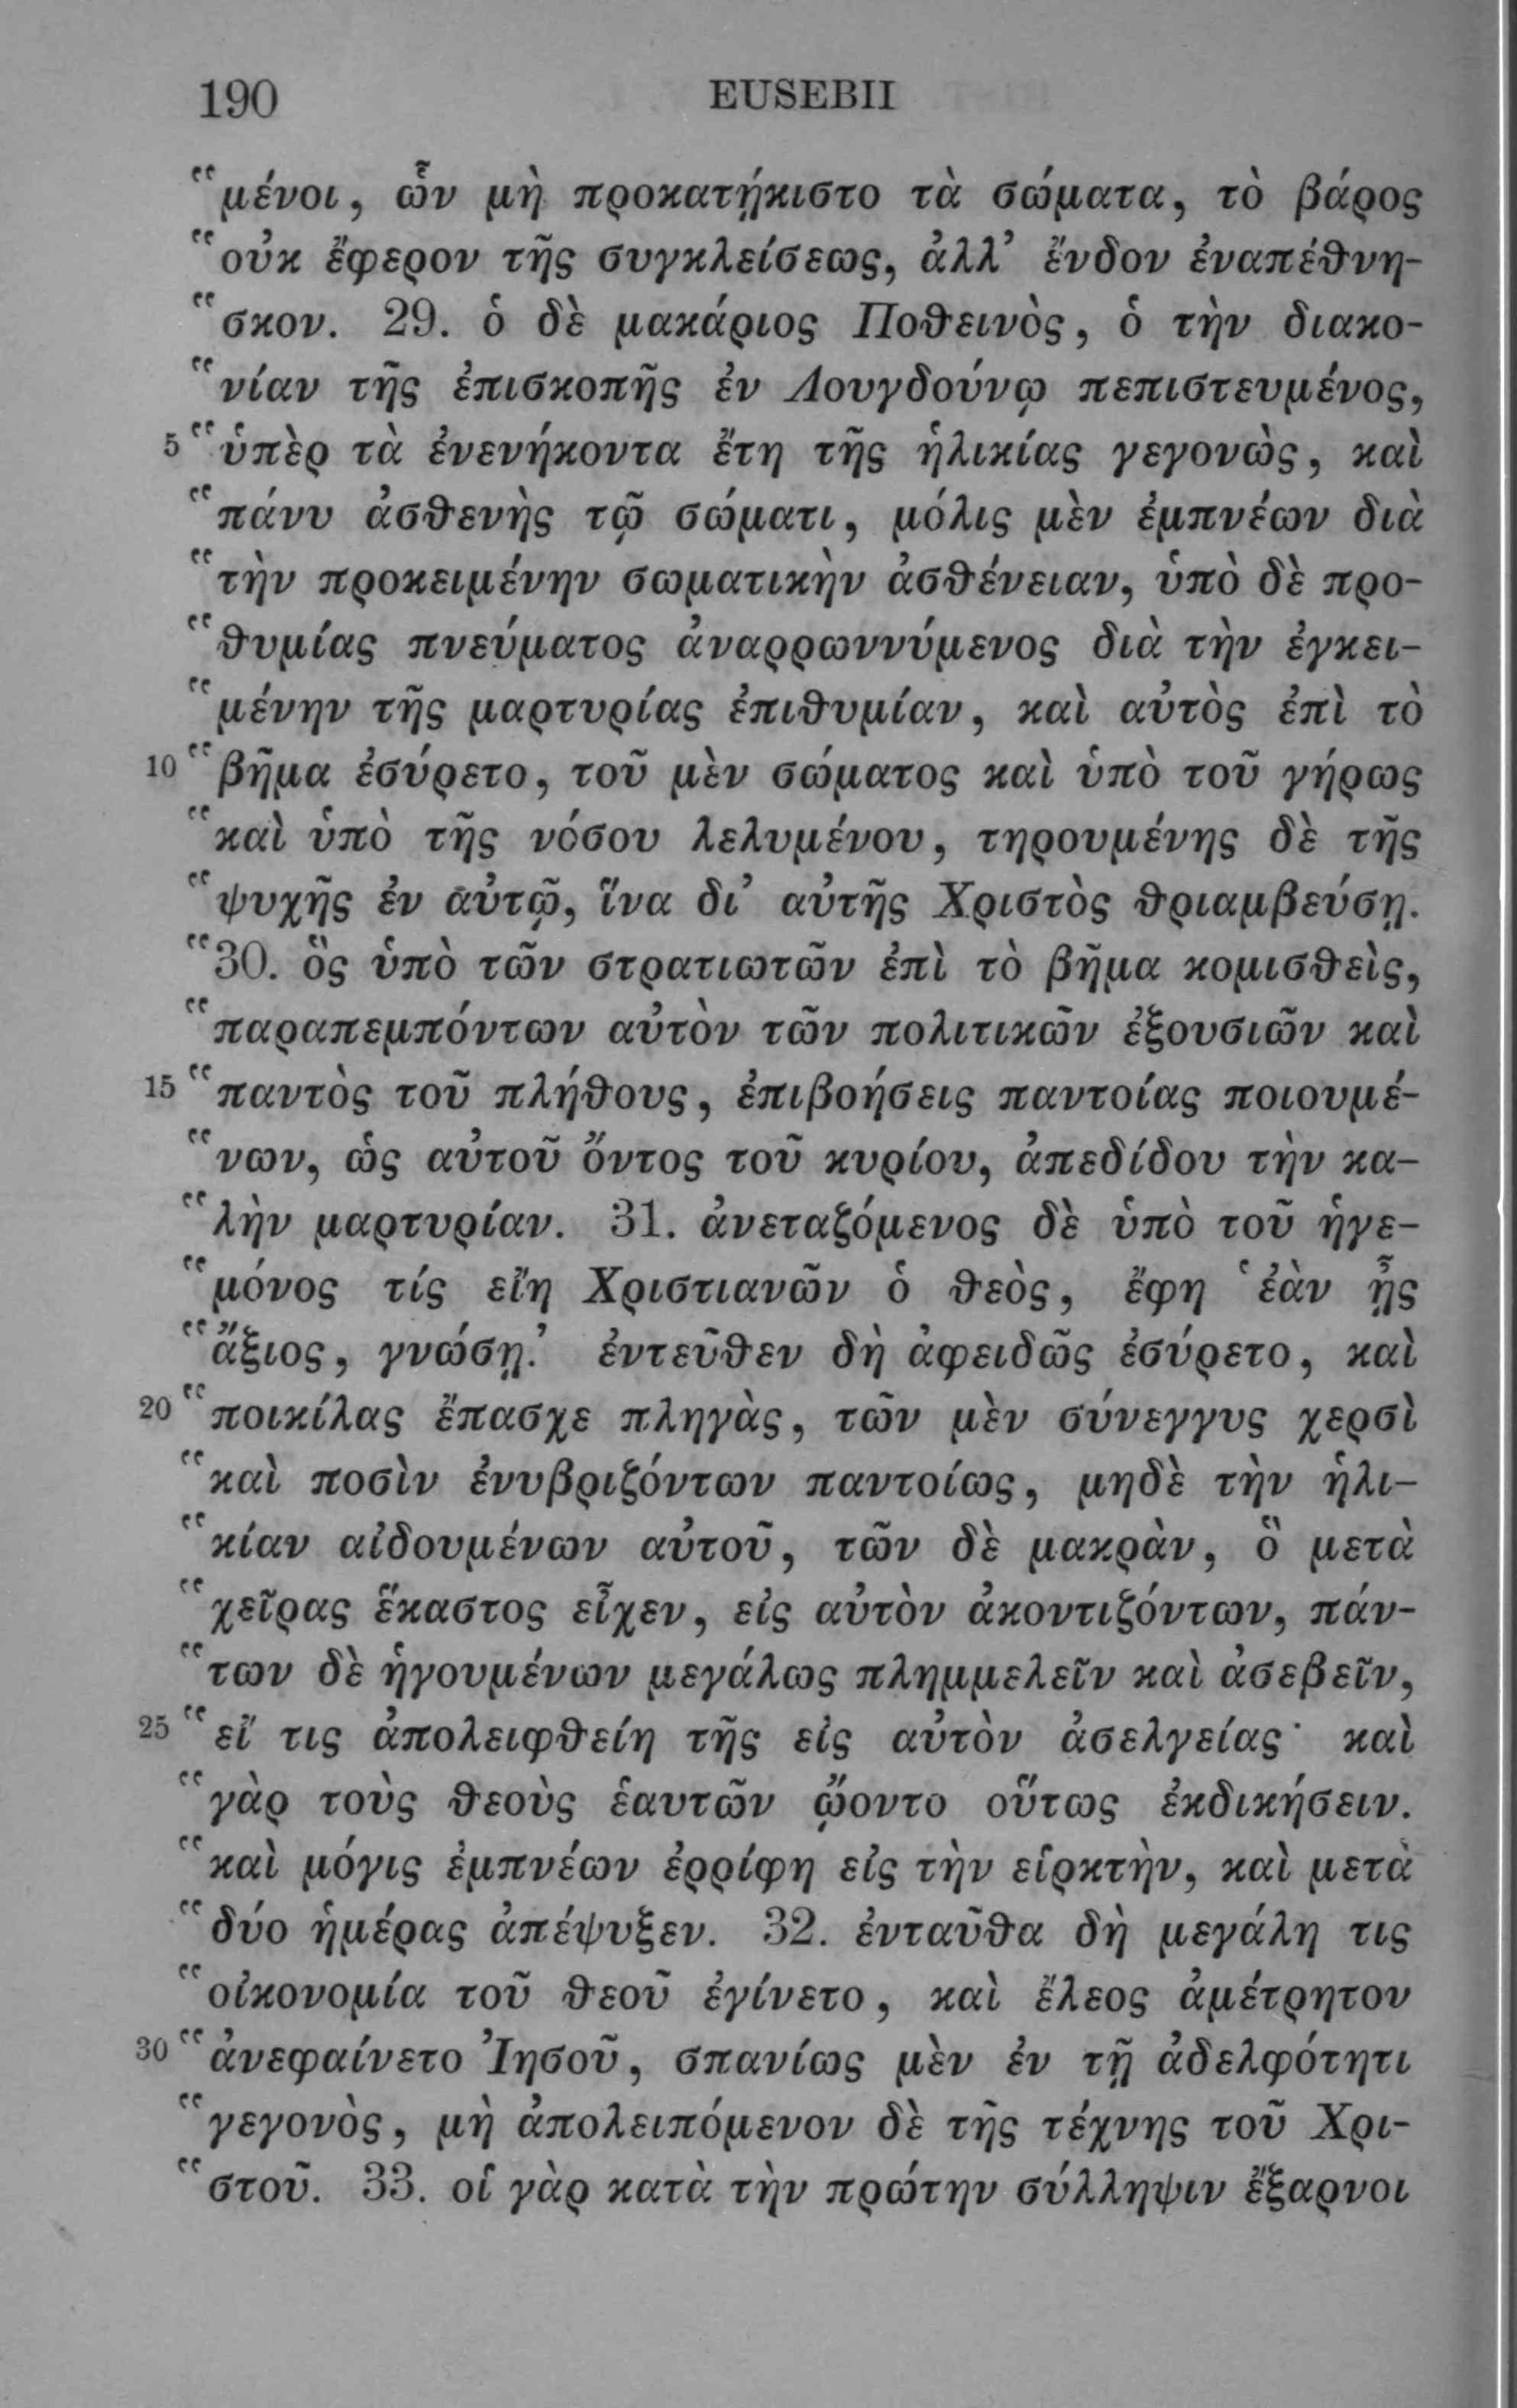 190 EUSEBII
“μένοι, ὧν μὴ προκατῄκιστο τὰ σώματα, τὸ βάρος
“οὐκ ἔφερον τῆς συγκλείσεως, ἀλλ’ ἔνδον ἐναπέθνη-
“σκον. 29. ὁ δὲ μακάριος Ποθεινὸς, ὁ τὴν διακο-
“νίαν τῆς ἐπισκοπῆς ἐν Λουγδούνῳ πεπιστευμένος,
5 “ὑπὲρ τὰ ἐνενήκοντα ἔτη τῆς ἡλικίας γεγονὼς, καὶ
“πάνυ ἀσθενὴς τῷ σώματι, μόλις μὲν ἐμπνέων διὰ
“τὴν προκειμένην σωματικὴν ἀσθένειαν, ὑπὸ δὲ προ-
“θυμίας πνεύματος ἀναρρωννύμενος διὰ τὴν ἐγκει-
“μένην τῆς μαρτυρίας ἐπιθυμίαν, καὶ αὐτὸς ἐπὶ τὸ
10 “βῆμα ἐσύρετο, τοῦ μὲν σώματος καὶ ὑπὸ τοῦ γήρως
“καὶ ὑπὸ τῆς νόσου λελυμένου, τηρουμένης δὲ τῆς
“ψυχῆς ἐν αὐτῷ, ἵνα δι’ αὐτῆς Χριστὸς θριαμβεύσῃ.
“30. ὃς ὑπὸ τῶν στρατιωτῶν ἐπὶ τὸ βῆμα κομισθεὶς,
“παραπεμπόντων αὐτὸν τῶν πολιτικῶν ἐξουσιῶν καὶ
15 “παντὸς τοῦ πλήθους, ἐπιβοήσεις παντοίας ποιουμέ-
“νων, ὡς αὐτοῦ ὄντος τοῦ κυρίου, ἀπεδίδου τὴν κα-
“λὴν μαρτυρίαν. 31. ἀνεταζόμενος δὲ ὑπὸ τοῦ ἡγε-
“μόνος τίς εἴη Χριστιανῶν ὁ θεὸς, ἔφη ‘ἐὰν ᾖς
“ἄξιος, γνώσῃ.’ ἐντεῦθεν δὴ ἀφειδῶς ἐσύρετο, καὶ
20 “ποικίλας ἔπασχε πληγὰς, τῶν μὲν σύνεγγυς χερσὶ
“καὶ ποσὶν ἐνυβριζόντων παντοίως, μηδὲ τὴν ἡλι-
“κίαν αἰδουμένων αὐτοῦ, τῶν δὲ μακρὰν, ὃ μετὰ
“χεῖρας ἕκαστος εἶχεν, εἰς αὐτὸν ἀκοντιζόντων, πάν-
“των δὲ ἡγουμένων μεγάλως πλημμελεῖν καὶ ἀσεβεῖν,
25 “εἴ τις ἀπολειφθείη τῆς εἰς αὐτὸν ἀσελγείας· καὶ
“γὰρ τοὺς θεοὺς ἑαυτῶν ᾤοντο οὕτως ἐκδικήσειν.
“καὶ μόγις ἐμπνέων ἐρρίφη εἰς τὴν εἱρκτὴν, καὶ μετὰ
“δύο ἡμέρας ἀπέψυξεν. 32. ἐνταῦθα δὴ μεγάλη τις
“οἰκονομία τοῦ θεοῦ ἐγίνετο, καὶ ἔλεος ἀμέτρητον
30 “ἀνεφαίνετο Ἰησοῦ, σπανίως μὲν ἐν τῇ ἀδελφότητι
“γεγονὸς, μὴ ἀπολειπόμενον δὲ τῆς τέχνης τοῦ Χρι-
“στοῦ. 33. οἱ γὰρ κατὰ τὴν πρώτην σύλληψιν ἔξαρνοι